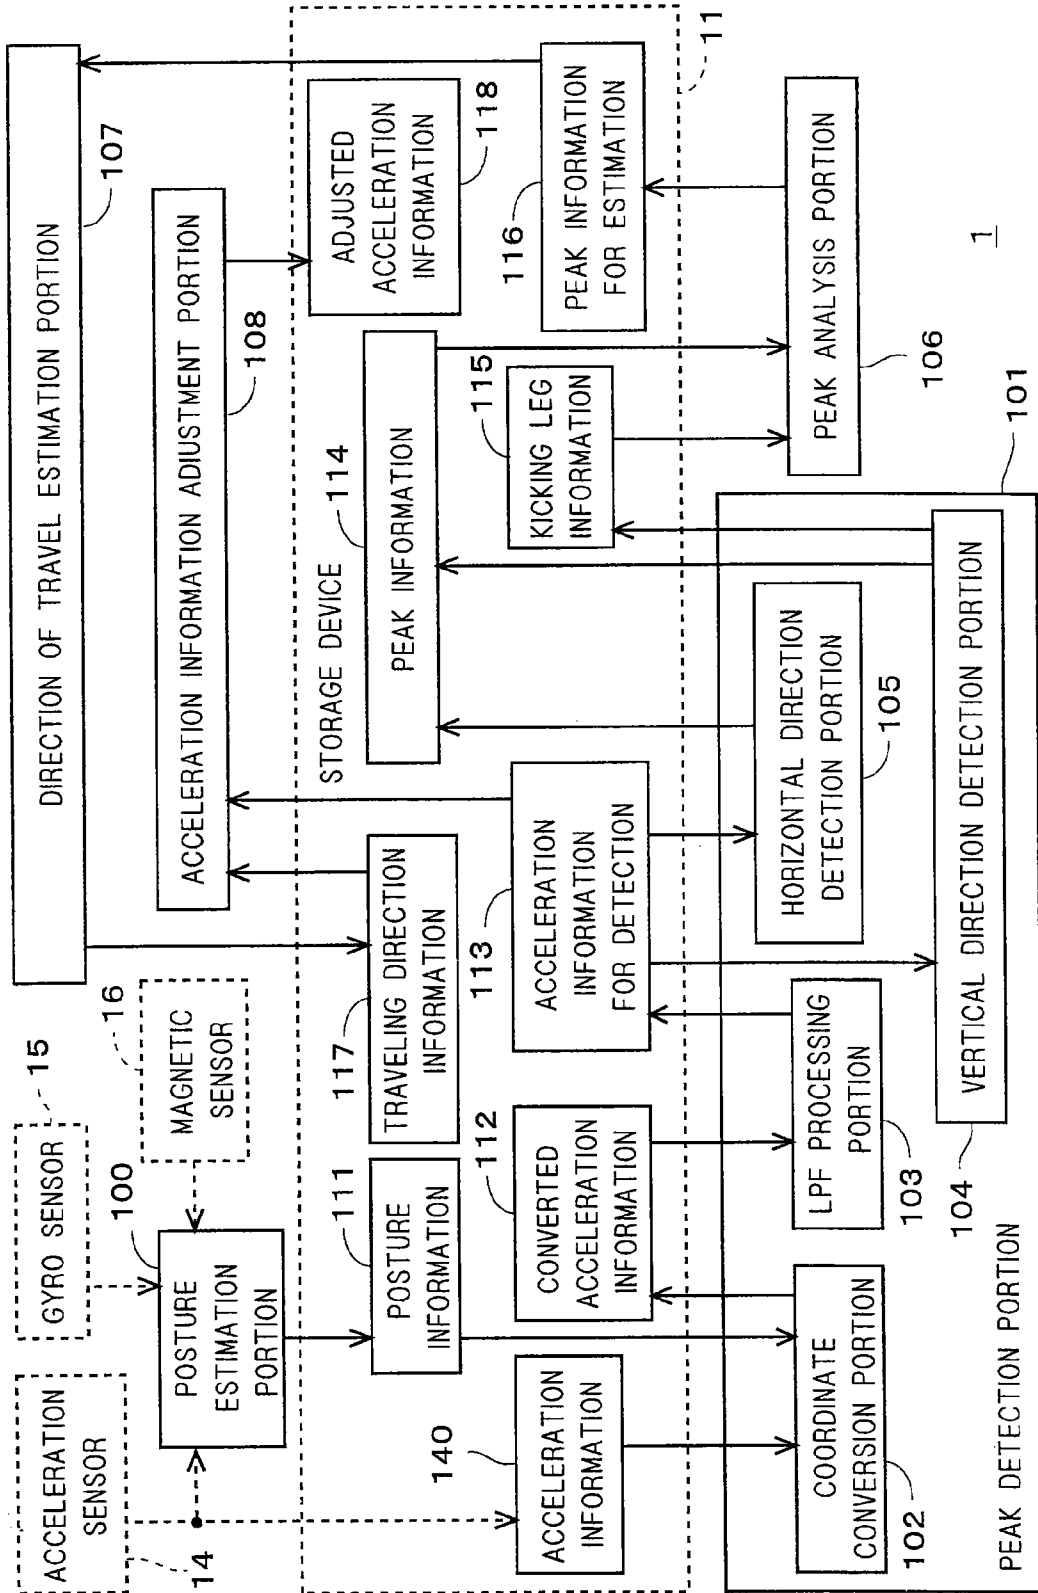 ACCELERATION
SENSOR
14
GYRO SENSOR
15
MAGNETIC
SENSOR
16
POSTURE
ESTIMATION
PORTION
100
DIRECTION OF TRAVEL ESTIMATION PORTION
107
ACCELERATION INFORMATION ADJUSTMENT PORTION
108
STORAGE DEVICE
11
ACCELERATION
INFORMATION
140
POSTURE
INFORMATION
111
TRAVELING DIRECTION
INFORMATION
117
PEAK INFORMATION
114
ADJUSTED
ACCELERATION
INFORMATION
118
CONVERTED
ACCELERATION
INFORMATION
112
ACCELERATION
INFORMATION
FOR DETECTION
113
KICKING LEG
INFORMATION
115
PEAK INFORMATION
FOR ESTIMATION
116
COORDINATE
CONVERSION PORTION
102
LPF PROCESSING
PORTION
103
HORIZONTAL DIRECTION
DETECTION PORTION
105
VERTICAL DIRECTION DETECTION PORTION
104
PEAK DETECTION PORTION
101
PEAK ANALYSIS PORTION
106
1